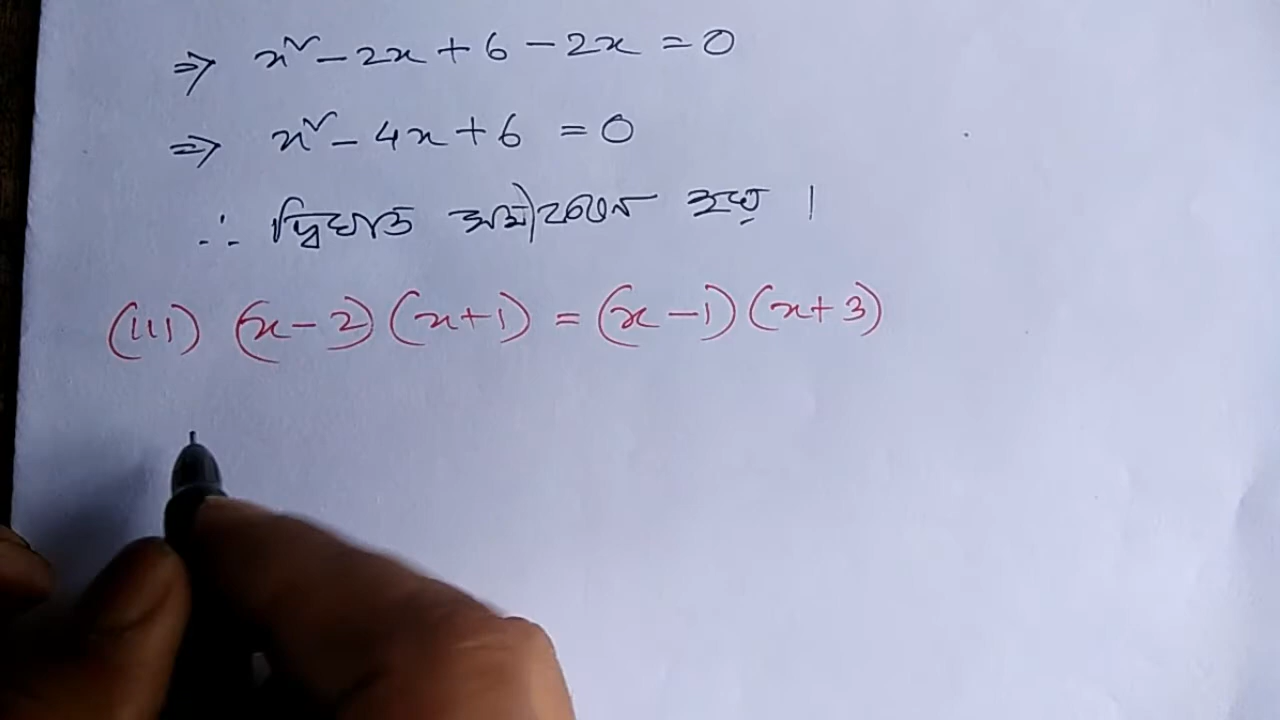 ⇒ x² - 2x + 6 - 2x = 0
⇒ x² - 4x + 6 = 0
∴ দ্বিঘাত সমীকরণ হয় ।
(iii) (x-2) (x+1) = (x-1) (x+3)